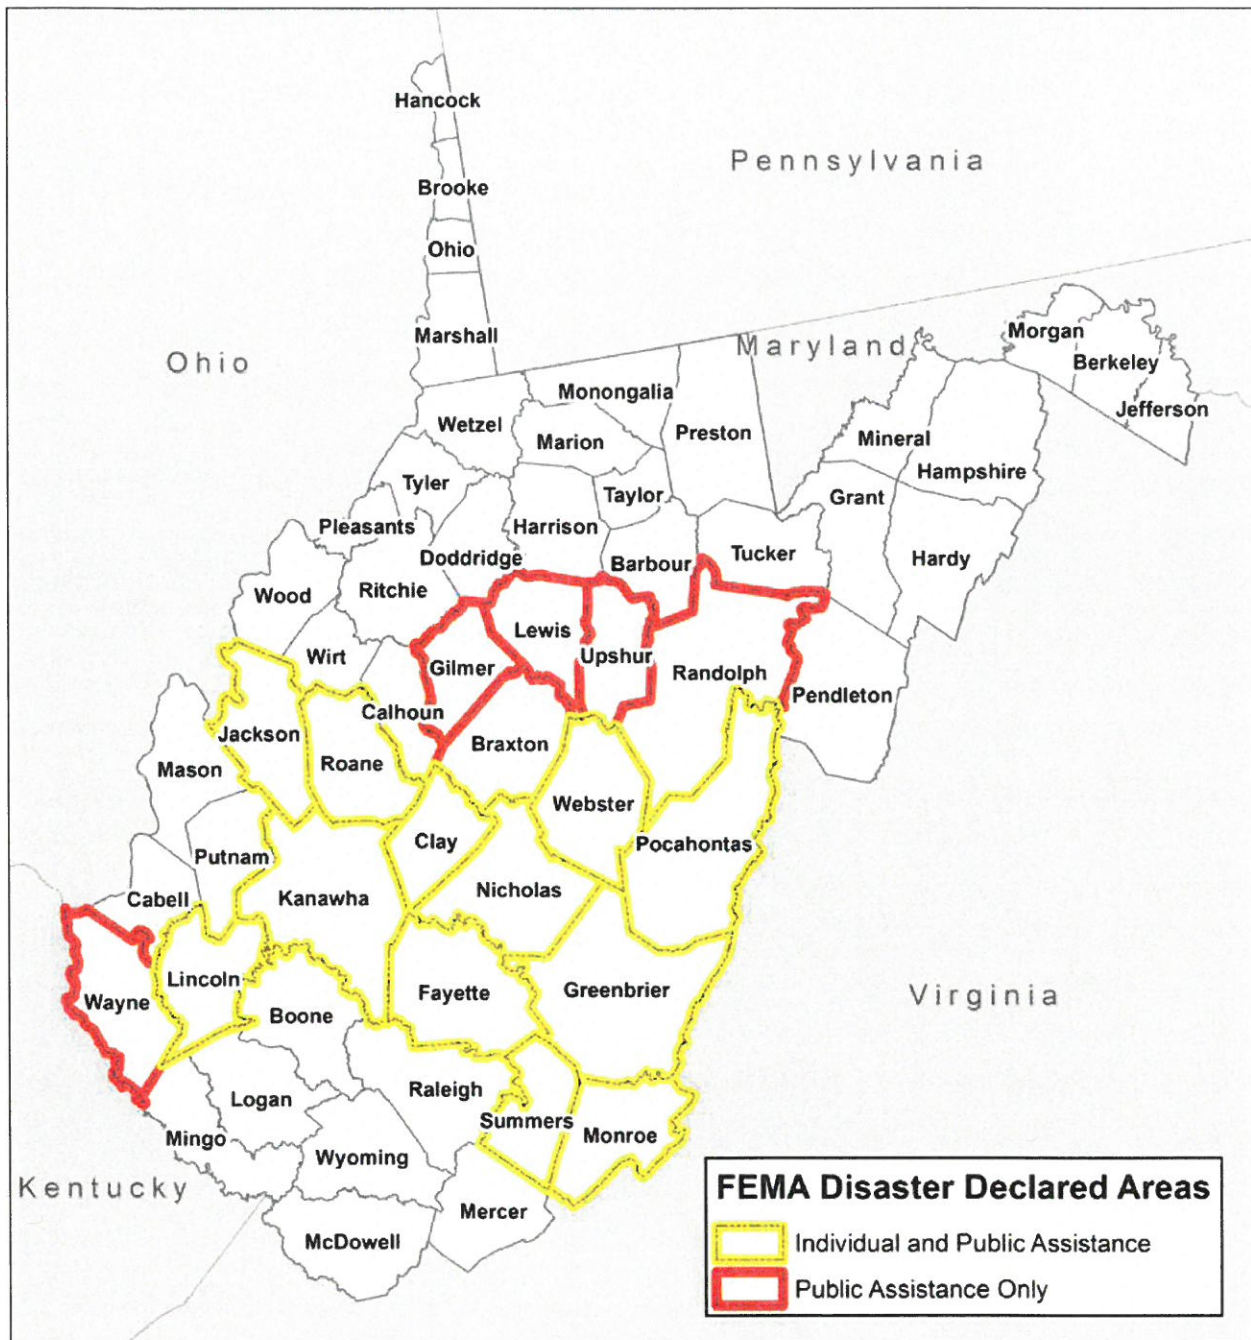 Hancock
Pennsylvania
Brooke
Ohio
Marshall
Ohio
Maryland
Morgan
Berkeley
Jefferson
Monongalia
Wetzel
Marion
Preston
Mineral
Hampshire
Tyler
Taylor
Grant
Pleasants
Harrison
Doddridge
Barbour
Tucker
Hardy
Wood
Ritchie
Lewis
Wirt
Gilmer
Upshur
Randolph
Pendleton
Calhoun
Jackson
Braxton
Roane
Mason
Webster
Clay
Pocahontas
Putnam
Nicholas
Cabell
Kanawha
Lincoln
Wayne
Fayette
Greenbrier
Virginia
Boone
Raleigh
Logan
Summers
Mingo
Monroe
Wyoming
Kentucky
Mercer
McDowell
FEMA Disaster Declared Areas
Individual and Public Assistance
Public Assistance Only